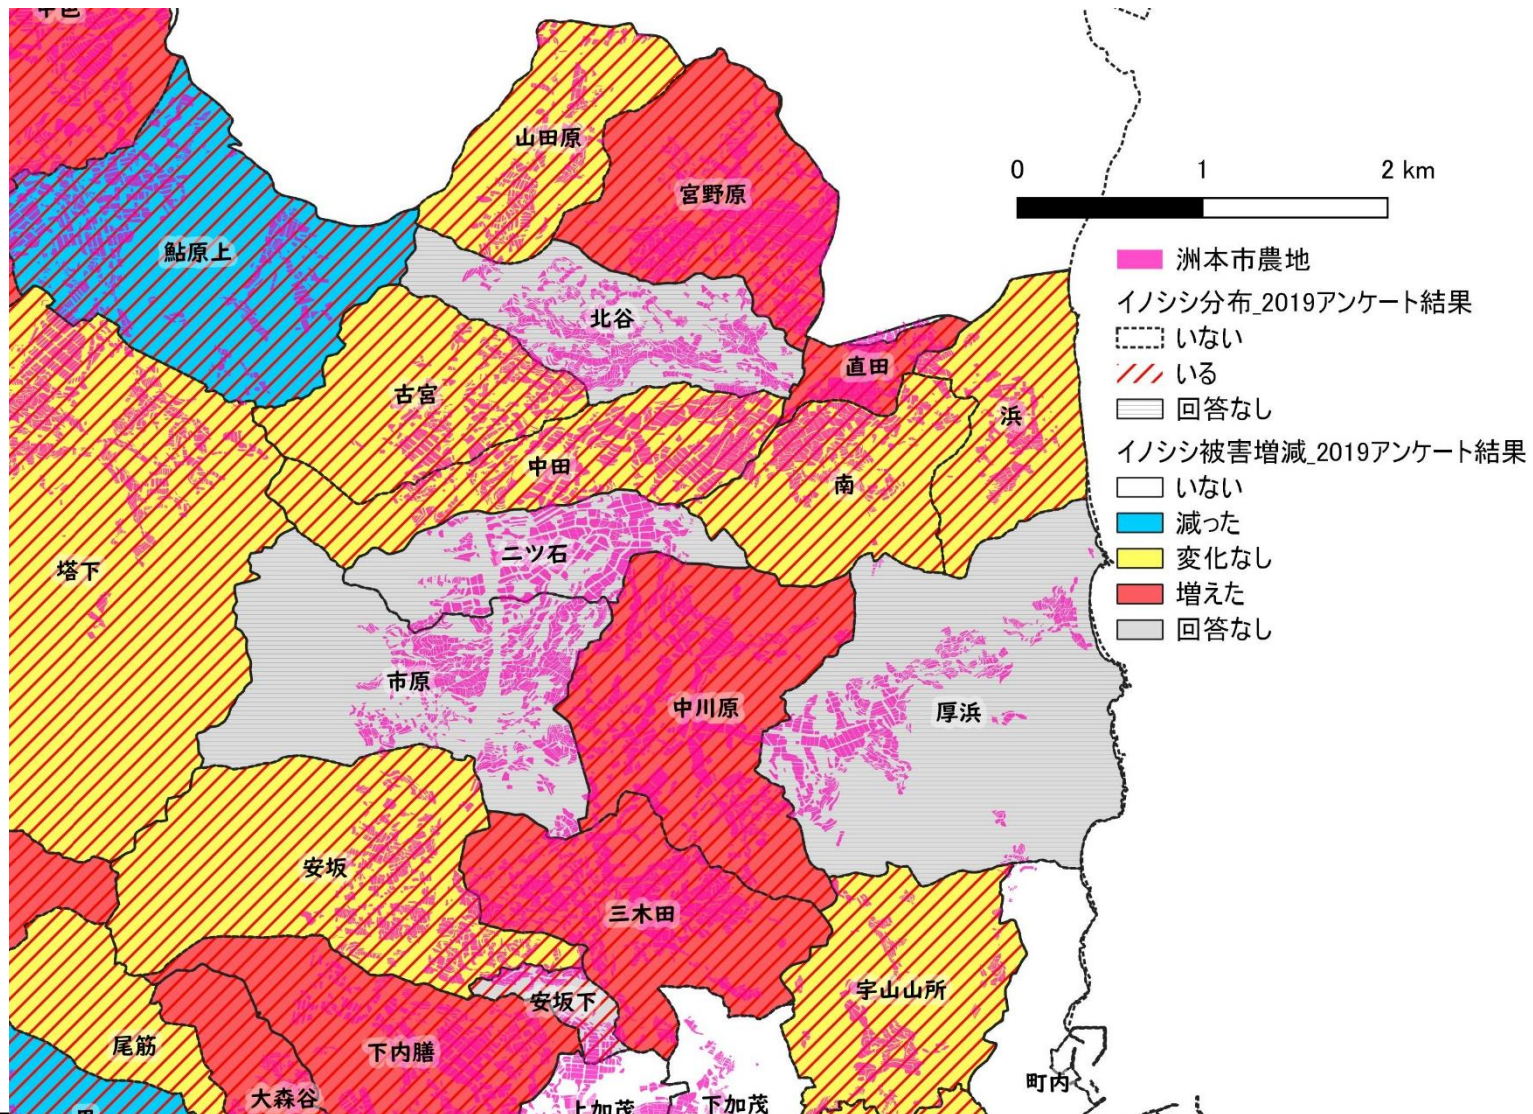 山田原
宮野原
0 1 2 km
鮎原上
洲本市農地
イノシシ分布_2019アンケート結果
いない
いる
回答なし
イノシシ被害増減_2019アンケート結果
いない
減った
変化なし
増えた
回答なし
北谷
直田
古宮
浜
中田
南
二ツ石
塔下
市原
中川原
厚浜
安坂
三木田
宇山山所
安坂下
尾筋
下内膳
町内
大森谷
上加茂
下加茂